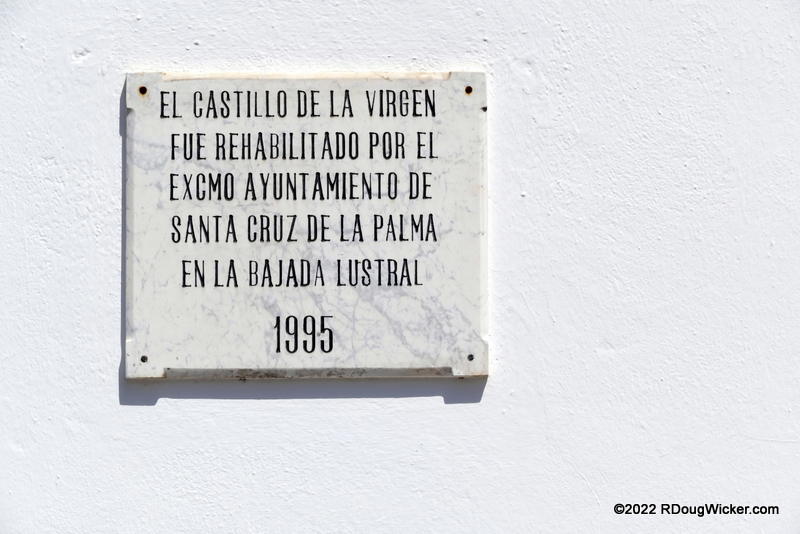 EL CASTILLO DE LA VIRGEN
FUE REHABILITADO POR EL
EXCMO AYUNTAMIENTO DE
SANTA CRUZ DE LA PALMA
EN LA BAJADA LUSTRAL
1995
©2022 RDougWicker.com